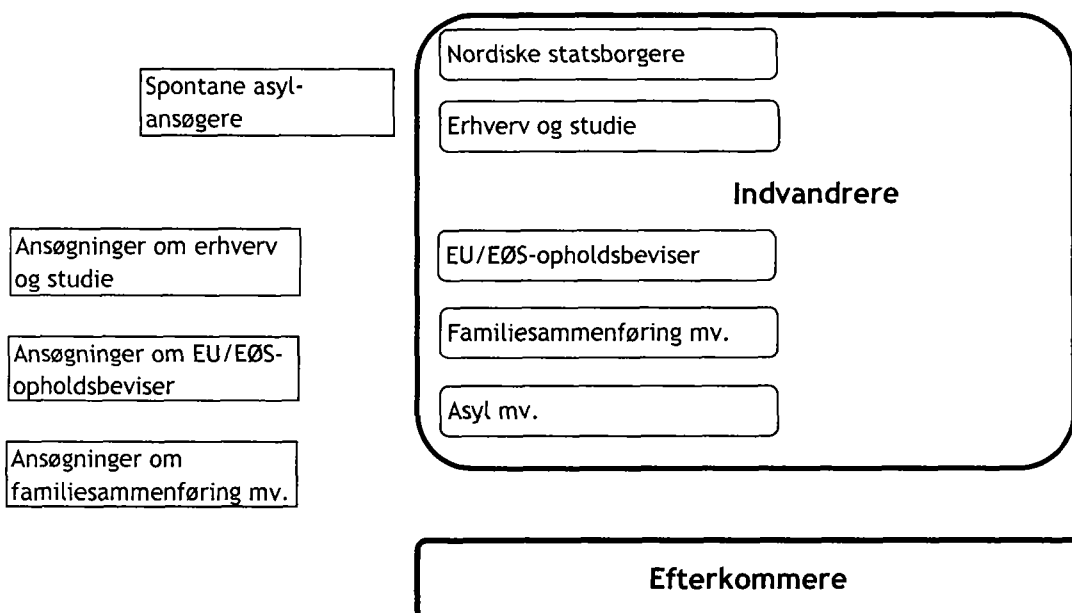 Spontane asyl-
ansøgere
Ansøgninger om erhverv
og studie
Ansøgninger om EU/EØS-
opholdsbeviser
Ansøgninger om
familiesammenføring mv.
Nordiske statsborgere
Erhverv og studie
Indvandrere
EU/EØS-opholdsbeviser
Familiesammenføring mv.
Asyl mv.
Efterkommere